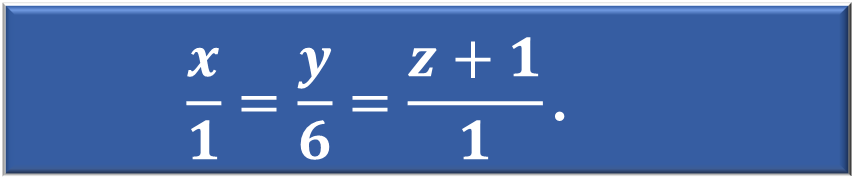 x/1 = y/6 = (z + 1)/1 .